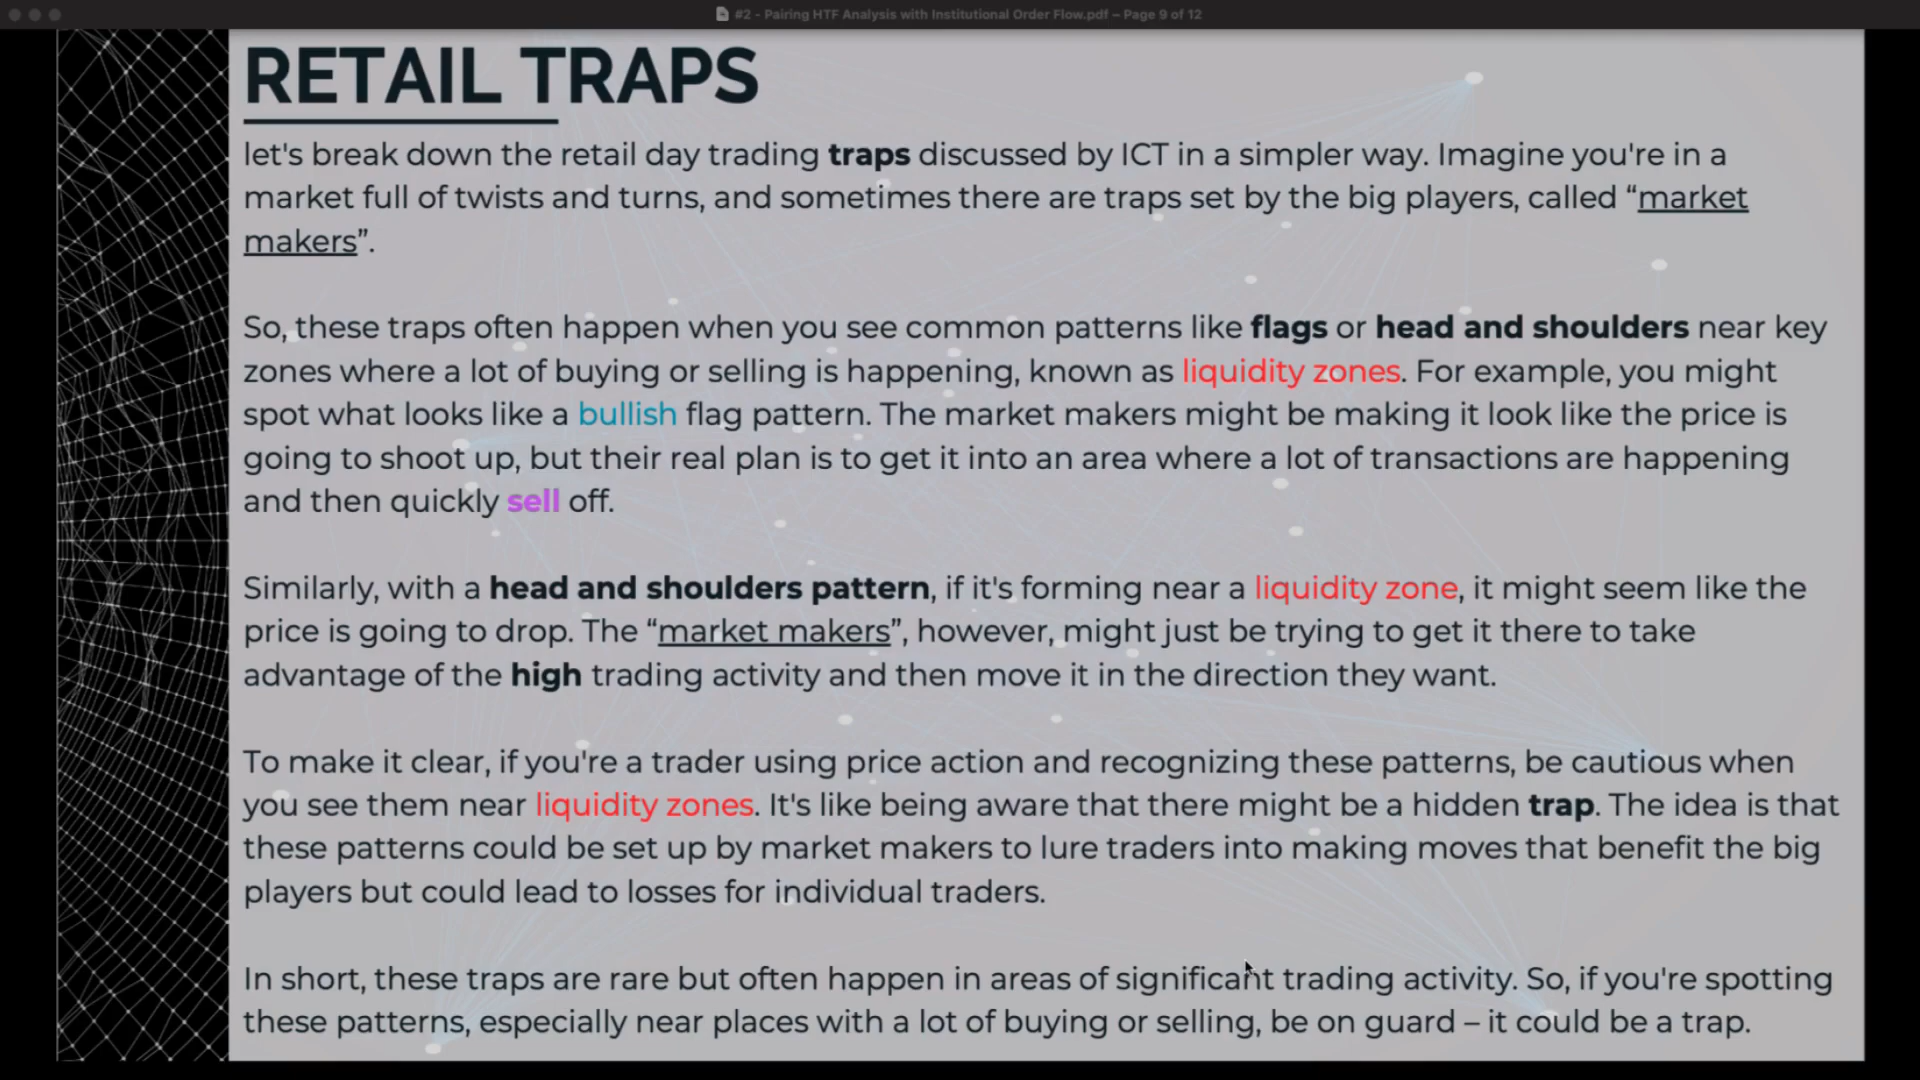 #2 - Pairing HTF Analysis with Institutional Order Flow.pdf – Page 9 of 12
RETAIL TRAPS
let's break down the retail day trading traps discussed by ICT in a simpler way. Imagine you're in a
market full of twists and turns, and sometimes there are traps set by the big players, called “market
makers”.
So, these traps often happen when you see common patterns like flags or head and shoulders near key
zones where a lot of buying or selling is happening, known as liquidity zones. For example, you might
spot what looks like a bullish flag pattern. The market makers might be making it look like the price is
going to shoot up, but their real plan is to get it into an area where a lot of transactions are happening
and then quickly sell off.
Similarly, with a head and shoulders pattern, if it's forming near a liquidity zone, it might seem like the
price is going to drop. The “market makers”, however, might just be trying to get it there to take
advantage of the high trading activity and then move it in the direction they want.
To make it clear, if you're a trader using price action and recognizing these patterns, be cautious when
you see them near liquidity zones. It's like being aware that there might be a hidden trap. The idea is that
these patterns could be set up by market makers to lure traders into making moves that benefit the big
players but could lead to losses for individual traders.
In short, these traps are rare but often happen in areas of significant trading activity. So, if you're spotting
these patterns, especially near places with a lot of buying or selling, be on guard – it could be a trap.